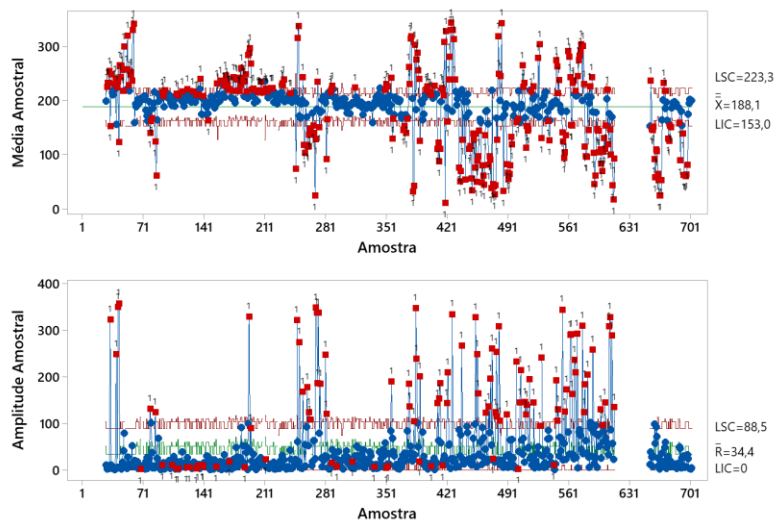 Média Amostral
300
200
100
0
LSC=223,3
X̿=188,1
LIC=153,0
1 71 141 211 281 351 421 491 561 631 701
Amostra
Amplitude Amostral
400
300
200
100
0
LSC=88,5
R̅=34,4
LIC=0
1 71 141 211 281 351 421 491 561 631 701
Amostra